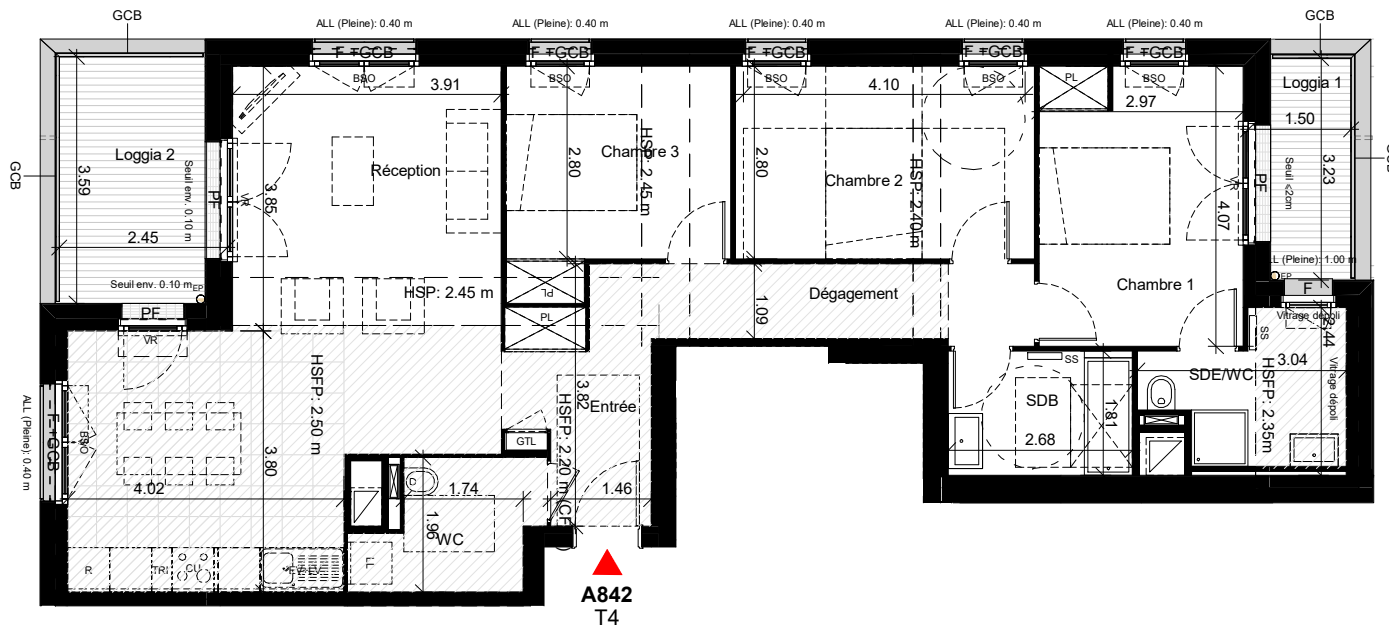 GCB
ALL (Pleine): 0.40 m
ALL (Pleine): 0.40 m
ALL (Pleine): 0.40 m
ALL (Pleine): 0.40 m
GCB
F +GCB
F +GCB
F +GCB
F +GCB
F +GCB
BSO
BSO
BSO
BSO
BSO
3.91
4.10
PL
2.97
Loggia 1
1.50
Loggia 2
3.59
2.45
Seuil env. 0.10 m
Seuil env. 0.10 m
EP
GCB
PF
VR
3.85
Réception
HSP: 2.45 m
2.80
Chambre 3
HSP: 2.45 m
2.80
Chambre 2
HSP: 2.40 m
4.07
Chambre 1
VR
PF
Seuil <2cm
3.23
(Pleine): 1.00 m
EP
F
Vitrage dépoli
Vitrage dépoli
2.44
PL
PL
1.09
Dégagement
PF
VR
HSFP: 2.50 m
3.80
4.02
BSO
F +GCB
ALL (Pleine): 0.40 m
3.82
HSFP: 2.20 m (CF
Entrée
GTL
1.74
1.46
1.96
WC
LL
R
TRI
CU
SS
SDB
2.68
1.81
SDE/WC
SS
3.04
HSFP: 2.35m
A842
T4